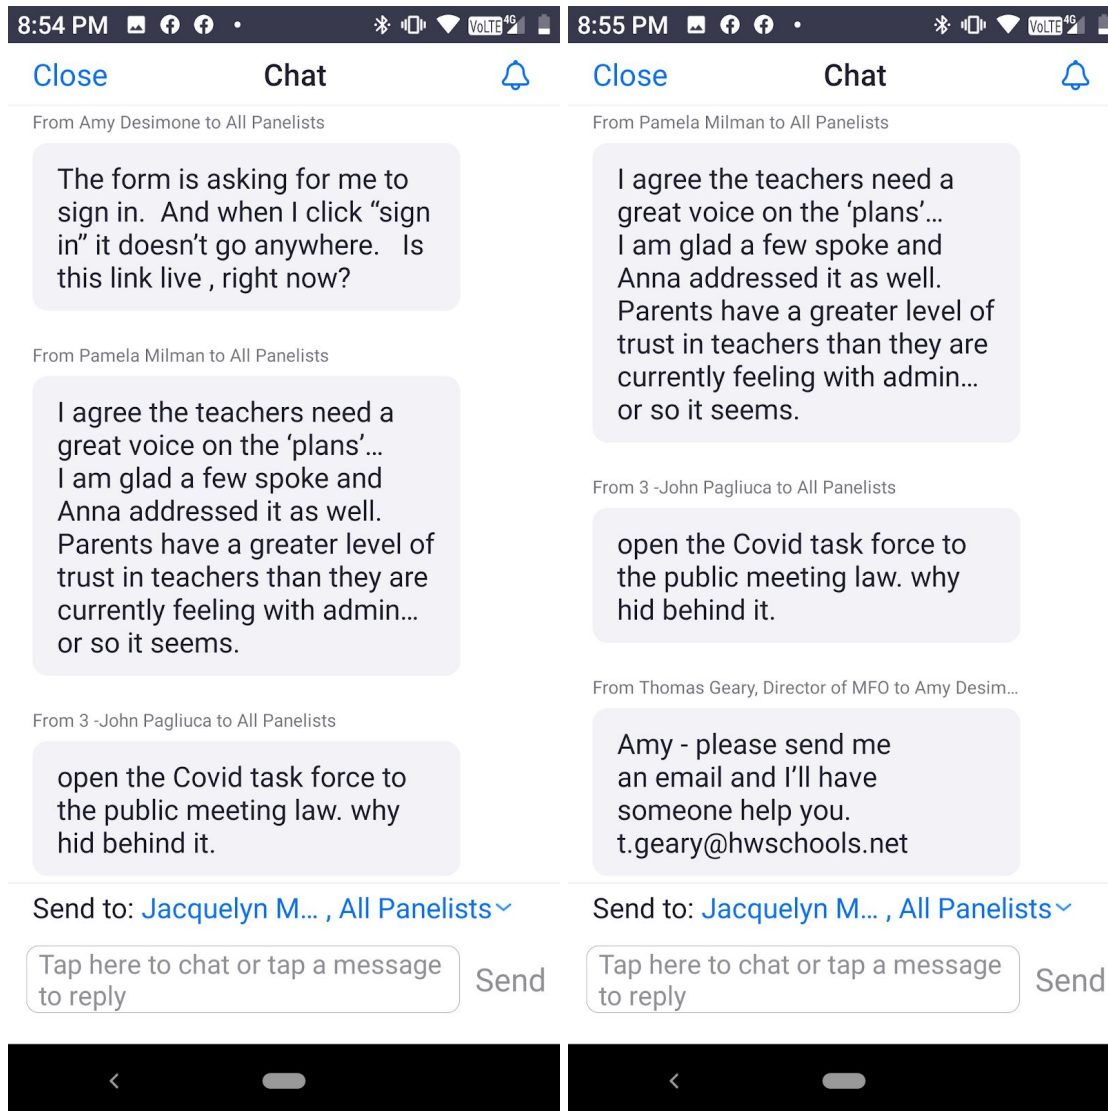 8:54 PM
VoLTE 4G
Close
Chat
From Amy Desimone to All Panelists
The form is asking for me to
sign in.  And when I click “sign
in” it doesn’t go anywhere.   Is
this link live , right now?
From Pamela Milman to All Panelists
I agree the teachers need a
great voice on the ‘plans’…
I am glad a few spoke and
Anna addressed it as well.
Parents have a greater level of
trust in teachers than they are
currently feeling with admin…
or so it seems.
From 3 -John Pagliuca to All Panelists
open the Covid task force to
the public meeting law. why
hid behind it.
Send to: Jacquelyn M... , All Panelists
Tap here to chat or tap a message
to reply
Send
8:55 PM
VoLTE 4G
Close
Chat
From Pamela Milman to All Panelists
I agree the teachers need a
great voice on the ‘plans’…
I am glad a few spoke and
Anna addressed it as well.
Parents have a greater level of
trust in teachers than they are
currently feeling with admin…
or so it seems.
From 3 -John Pagliuca to All Panelists
open the Covid task force to
the public meeting law. why
hid behind it.
From Thomas Geary, Director of MFO to Amy Desim...
Amy - please send me
an email and I’ll have
someone help you.
t.geary@hwschools.net
Send to: Jacquelyn M... , All Panelists
Tap here to chat or tap a message
to reply
Send